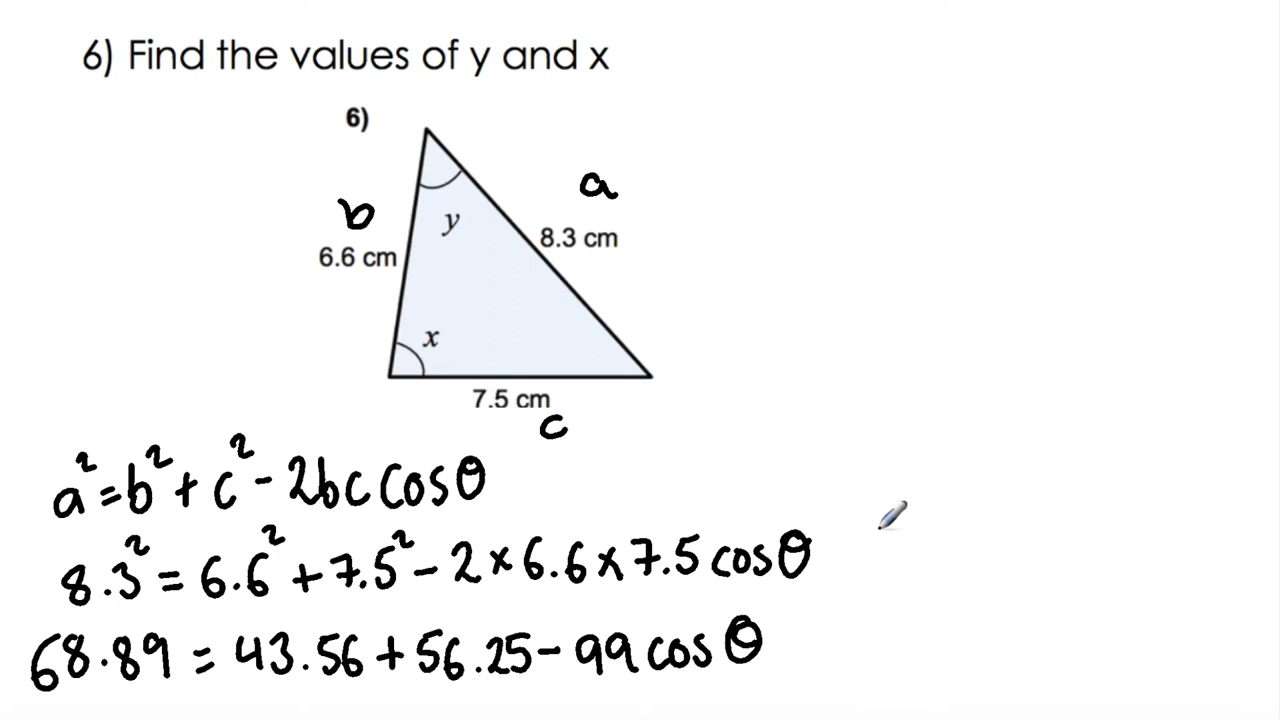 6) Find the values of y and x
6)
a
b
y
8.3 cm
6.6 cm
x
7.5 cm
c
a² = b² + c² - 2bc cosθ
8.3² = 6.6² + 7.5² - 2 × 6.6 × 7.5 cosθ
68.89 = 43.56 + 56.25 - 99 cos θ